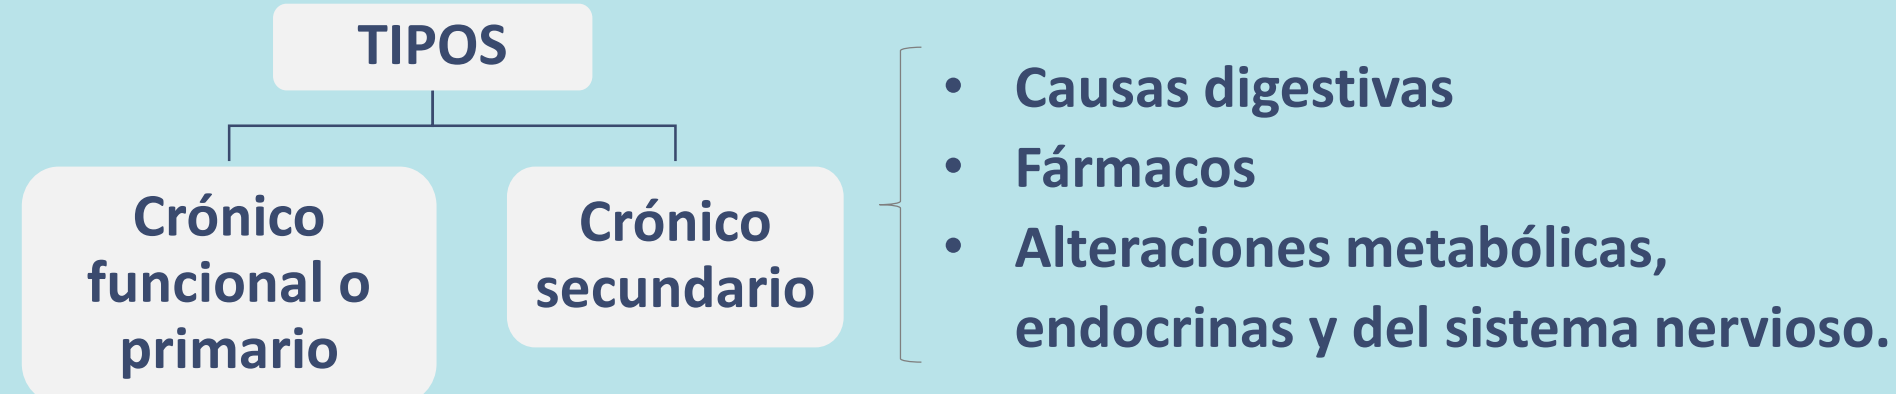 TIPOS
Crónico
funcional o
primario
Crónico
secundario
• Causas digestivas
• Fármacos
• Alteraciones metabólicas,
endocrinas y del sistema nervioso.